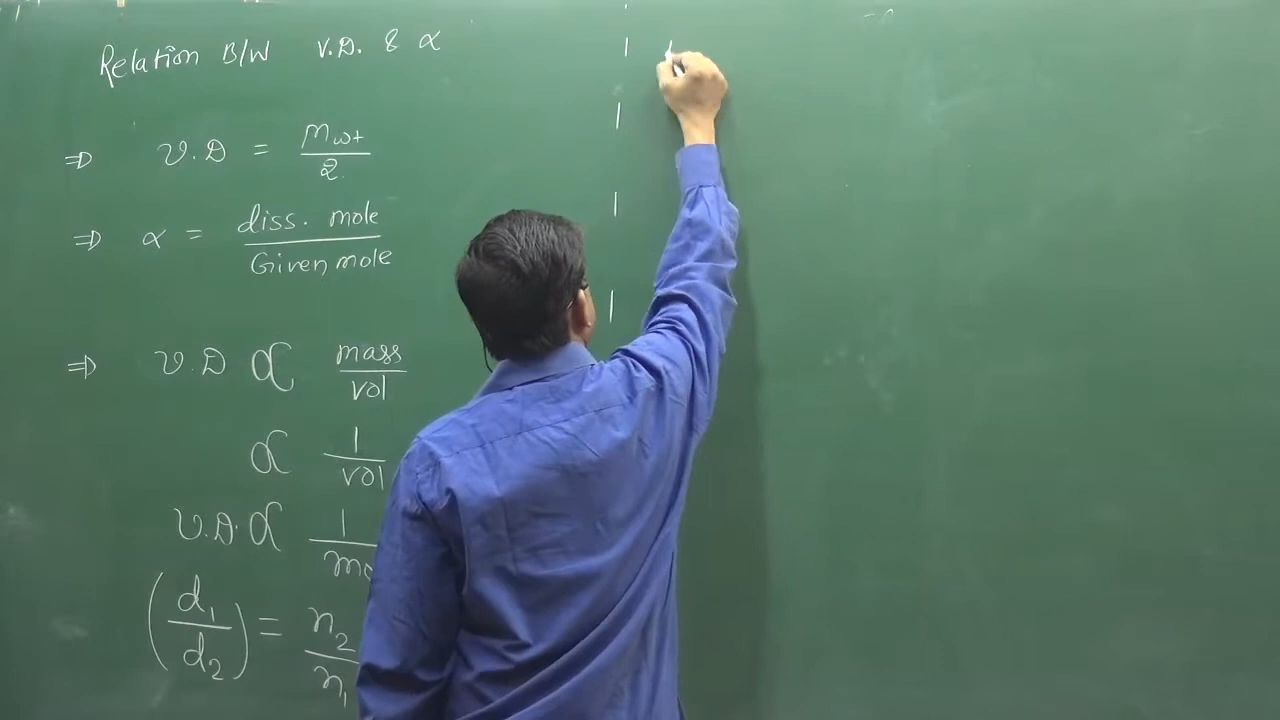 Relation B/W V.D. & α
⇒ V.D = Mwt/2
⇒ α = diss. mole/Given mole
⇒ V.D ∝ mass/vol
∝ 1/vol
V.D. ∝ 1/
(d₁/d₂) = n₂/n₁